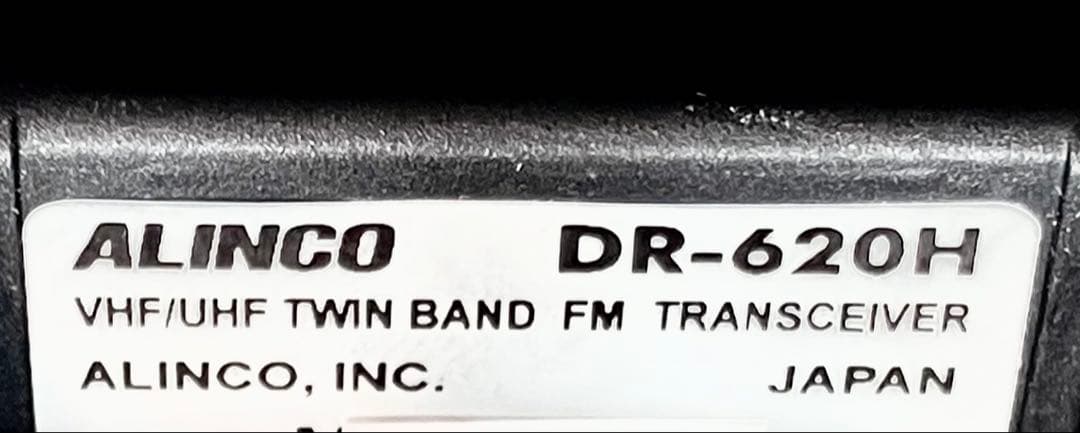 ALINCO DR-620H
VHF/UHF TWIN BAND FM TRANSCEIVER
ALINCO, INC. JAPAN